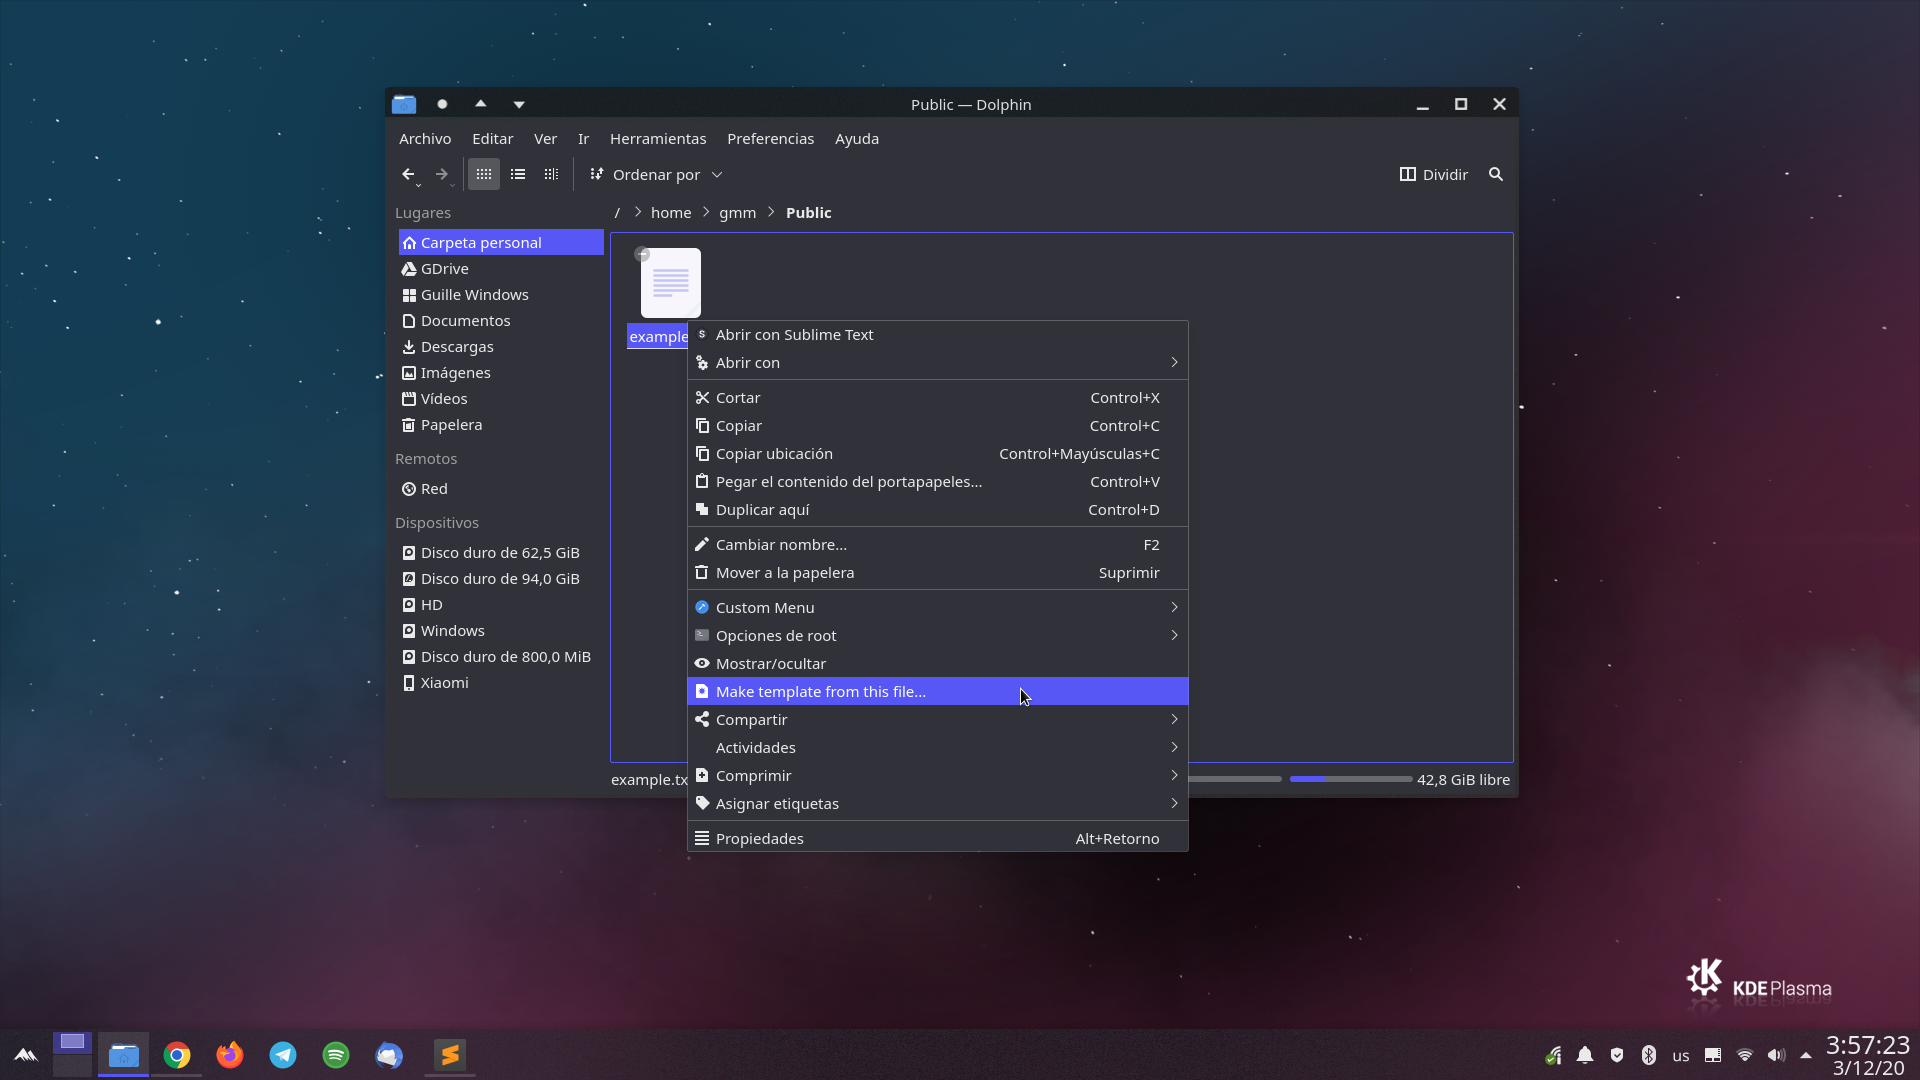 Public — Dolphin
Archivo Editar Ver Ir Herramientas Preferencias Ayuda
Ordenar por
Dividir
/ > home > gmm > Public
Lugares
Carpeta personal
GDrive
Guille Windows
Documentos
Descargas
Imágenes
Vídeos
Papelera
Remotos
Red
Dispositivos
Disco duro de 62,5 GiB
Disco duro de 94,0 GiB
HD
Windows
Disco duro de 800,0 MiB
Xiaomi
example
Abrir con Sublime Text
Abrir con
Cortar Control+X
Copiar Control+C
Copiar ubicación Control+Mayúsculas+C
Pegar el contenido del portapapeles... Control+V
Duplicar aquí Control+D
Cambiar nombre... F2
Mover a la papelera Suprimir
Custom Menu
Opciones de root
Mostrar/ocultar
Make template from this file...
Compartir
Actividades
Comprimir
Asignar etiquetas
Propiedades Alt+Retorno
example.tx
42,8 GiB libre
KDE Plasma
us
3:57:23
3/12/20